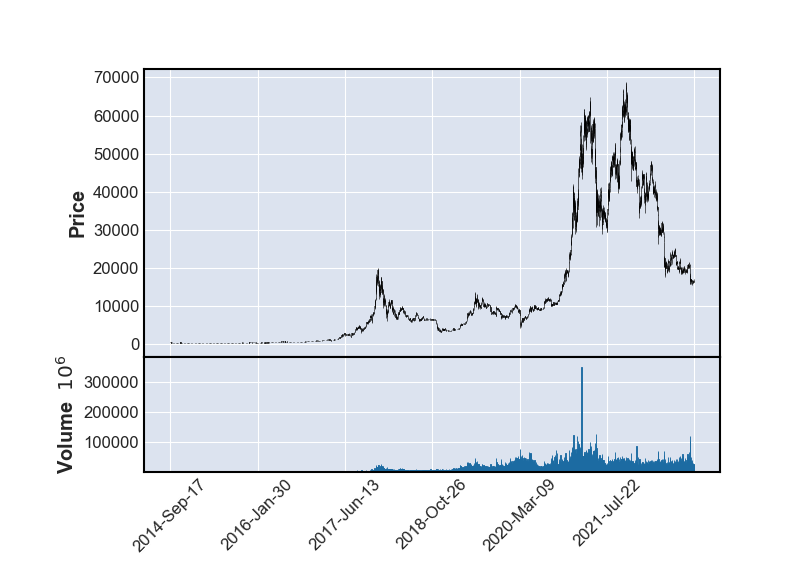 70000
60000
50000
40000
30000
20000
10000
0
Price
300000
200000
100000
Volume 10^6
2014-Sep-17
2016-Jan-30
2017-Jun-13
2018-Oct-26
2020-Mar-09
2021-Jul-22